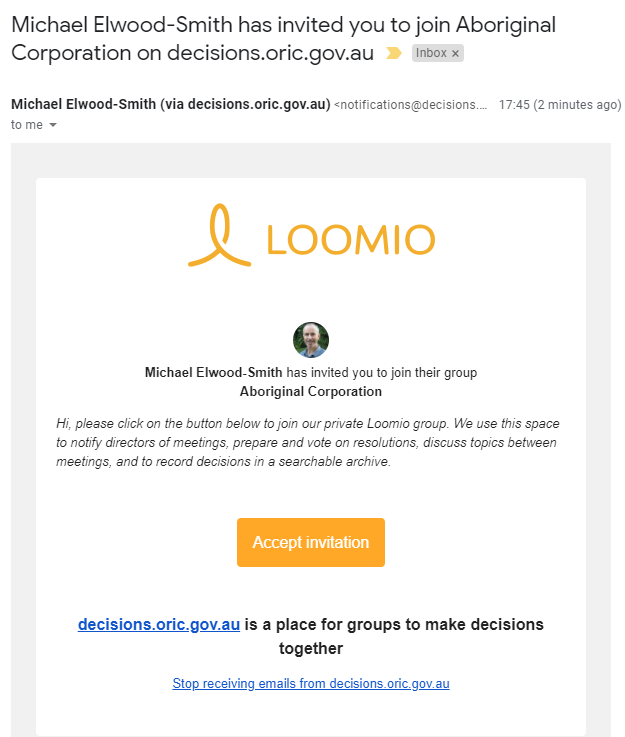 Michael Elwood-Smith has invited you to join Aboriginal
Corporation on decisions.oric.gov.au Inbox x
Michael Elwood-Smith (via decisions.oric.gov.au) <notifications@decisions.... 17:45 (2 minutes ago)
to me
LOOMIO
Michael Elwood-Smith has invited you to join their group
Aboriginal Corporation
Hi, please click on the button below to join our private Loomio group. We use this space
to notify directors of meetings, prepare and vote on resolutions, discuss topics between
meetings, and to record decisions in a searchable archive.
Accept invitation
decisions.oric.gov.au is a place for groups to make decisions
together
Stop receiving emails from decisions.oric.gov.au